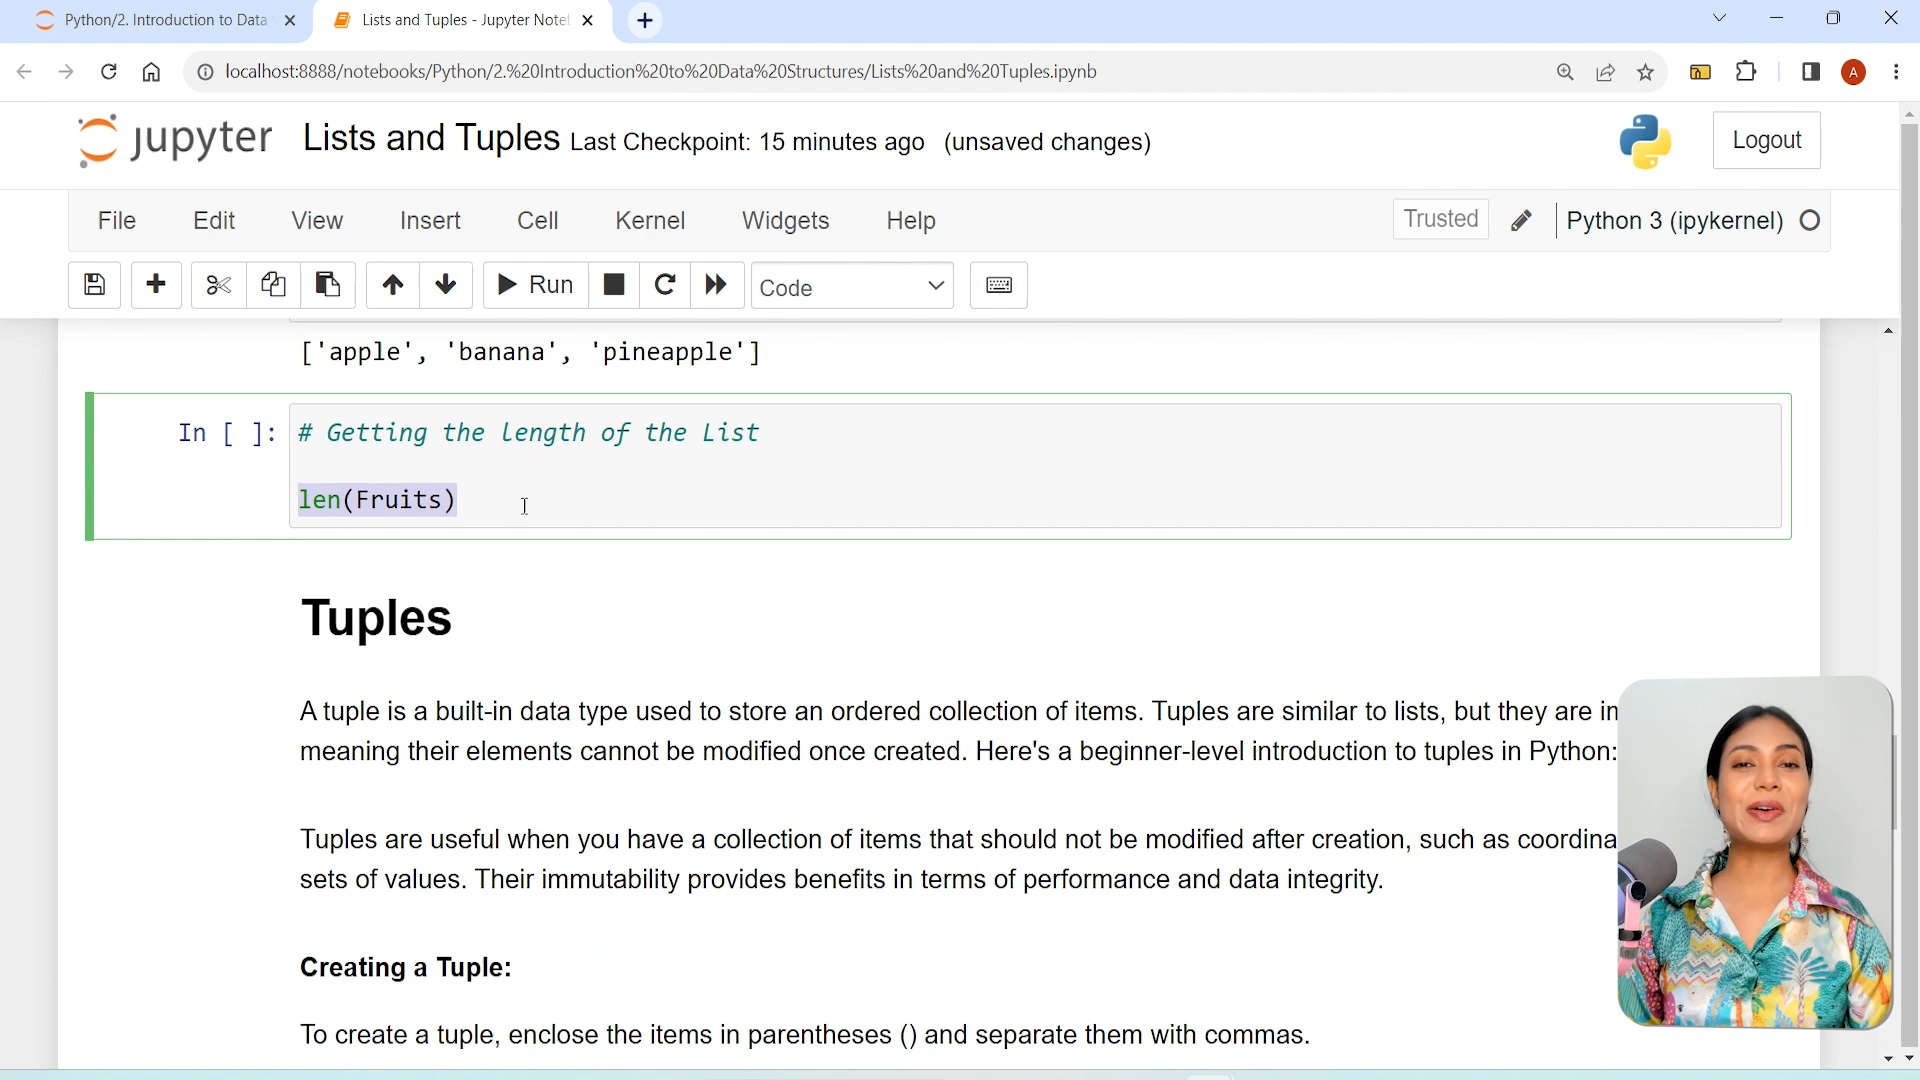 Python/2. Introduction to Data
Lists and Tuples - Jupyter Note
localhost:8888/notebooks/Python/2.%20Introduction%20to%20Data%20Structures/Lists%20and%20Tuples.ipynb
A
jupyter Lists and Tuples Last Checkpoint: 15 minutes ago (unsaved changes)
Logout
File Edit View Insert Cell Kernel Widgets Help
Trusted Python 3 (ipykernel)
Run Code
['apple', 'banana', 'pineapple']
In [ ]: # Getting the length of the List
len(Fruits)
Tuples
A tuple is a built-in data type used to store an ordered collection of items. Tuples are similar to lists, but they are
meaning their elements cannot be modified once created. Here's a beginner-level introduction to tuples in Python:
Tuples are useful when you have a collection of items that should not be modified after creation, such as coordina
sets of values. Their immutability provides benefits in terms of performance and data integrity.
Creating a Tuple:
To create a tuple, enclose the items in parentheses () and separate them with commas.